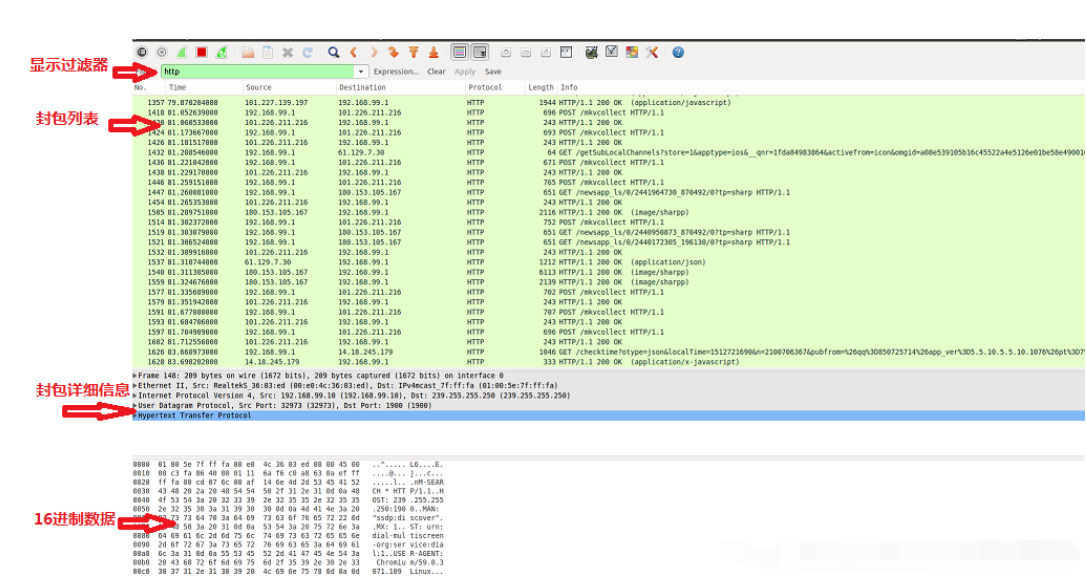 显示过滤器
http
Expression... Clear Apply Save
No. Time Source Destination Protocol Length Info
封包列表
1357 79.870204000 101.227.139.197 192.168.99.1 HTTP 1944 HTTP/1.1 200 OK (application/javascript)
1418 81.052639000 192.168.99.1 101.226.211.216 HTTP 696 POST /mkvcollect HTTP/1.1
1420 81.060533000 101.226.211.216 192.168.99.1 HTTP 243 HTTP/1.1 200 OK
1424 81.173667000 192.168.99.1 101.226.211.216 HTTP 693 POST /mkvcollect HTTP/1.1
1426 81.181517000 101.226.211.216 192.168.99.1 HTTP 243 HTTP/1.1 200 OK
1432 81.200546000 192.168.99.1 61.129.7.30 HTTP 64 GET /getSubLocalChannels?store=1&apptype=ios&__qnr=1fda84983864&activefrom=icon&omgid=a08e539105b16c45522a4e5126e01be58e49001
1436 81.221842000 192.168.99.1 101.226.211.216 HTTP 671 POST /mkvcollect HTTP/1.1
1438 81.229170000 101.226.211.216 192.168.99.1 HTTP 243 HTTP/1.1 200 OK
1446 81.259151000 192.168.99.1 101.226.211.216 HTTP 765 POST /mkvcollect HTTP/1.1
1447 81.260081000 192.168.99.1 180.153.105.167 HTTP 651 GET /newsapp_ls/0/2441964730_870492/0?tp=sharp HTTP/1.1
1454 81.265353000 101.226.211.216 192.168.99.1 HTTP 243 HTTP/1.1 200 OK
1505 81.289751000 180.153.105.167 192.168.99.1 HTTP 2116 HTTP/1.1 200 OK (image/sharpp)
1514 81.302372000 192.168.99.1 101.226.211.216 HTTP 752 POST /mkvcollect HTTP/1.1
1519 81.303079000 192.168.99.1 180.153.105.167 HTTP 651 GET /newsapp_ls/0/2440950873_870492/0?tp=sharp HTTP/1.1
1521 81.306524000 192.168.99.1 180.153.105.167 HTTP 651 GET /newsapp_ls/0/2440172305_196130/0?tp=sharp HTTP/1.1
1532 81.309916000 101.226.211.216 192.168.99.1 HTTP 243 HTTP/1.1 200 OK
1537 81.310744000 61.129.7.30 192.168.99.1 HTTP 1212 HTTP/1.1 200 OK (application/json)
1540 81.311305000 180.153.105.167 192.168.99.1 HTTP 6113 HTTP/1.1 200 OK (image/sharpp)
1559 81.324676000 180.153.105.167 192.168.99.1 HTTP 2139 HTTP/1.1 200 OK (image/sharpp)
1577 81.335689000 192.168.99.1 101.226.211.216 HTTP 702 POST /mkvcollect HTTP/1.1
1579 81.351942000 101.226.211.216 192.168.99.1 HTTP 243 HTTP/1.1 200 OK
1591 81.677080000 192.168.99.1 101.226.211.216 HTTP 707 POST /mkvcollect HTTP/1.1
1593 81.684706000 101.226.211.216 192.168.99.1 HTTP 243 HTTP/1.1 200 OK
1597 81.704909000 192.168.99.1 101.226.211.216 HTTP 696 POST /mkvcollect HTTP/1.1
1602 81.712556000 101.226.211.216 192.168.99.1 HTTP 243 HTTP/1.1 200 OK
1626 83.660973000 192.168.99.1 14.18.245.179 HTTP 1046 GET /checktime?otype=json&localTime=1512721690&n=2100706367&pubfrom=%26qq%3D850725714%26app_ver%3D5.5.10.5.5.10.1076%26pt%3D7
1628 83.698202000 14.18.245.179 192.168.99.1 HTTP 333 HTTP/1.1 200 OK (application/x-javascript)
封包详细信息
Frame 148: 209 bytes on wire (1672 bits), 209 bytes captured (1672 bits) on interface 0
Ethernet II, Src: RealtekS_36:03:ed (00:e0:4c:36:03:ed), Dst: IPv4mcast_7f:ff:fa (01:00:5e:7f:ff:fa)
Internet Protocol Version 4, Src: 192.168.99.10 (192.168.99.10), Dst: 239.255.255.250 (239.255.255.250)
User Datagram Protocol, Src Port: 32973 (32973), Dst Port: 1900 (1900)
Hypertext Transfer Protocol
16进制数据
0000 01 00 5e 7f ff fa 00 e0 4c 36 03 ed 08 00 45 00 ..^..... L6....E.
0010 00 c3 fa 86 40 00 01 11 6a f6 c0 a8 63 0a ef ff ....@... j...c...
0020 ff fa 80 cd 07 6c 00 af 14 6e 4d 2d 53 45 41 52 .....l.. .nM-SEAR
0030 43 48 20 2a 20 48 54 54 50 2f 31 2e 31 0d 0a 48 CH * HTT P/1.1..H
0040 4f 53 54 3a 20 32 33 39 2e 32 35 35 2e 32 35 35 OST: 239 .255.255
0050 2e 32 35 30 3a 31 39 30 30 0d 0a 4d 41 4e 3a 20 .250:190 0..MAN:
73 73 64 70 3a 64 69 73 63 6f 76 65 72 22 0d "ssdp:di scover".
58 3a 20 31 0d 0a 53 54 3a 20 75 72 6e 3a .MX: 1.. ST: urn:
64 69 61 6c 2d 6d 75 6c 74 69 73 63 72 65 65 6e dial-mul tiscreen
0090 2d 6f 72 67 3a 73 65 72 76 69 63 65 3a 64 69 61 -org:ser vice:dia
00a0 6c 3a 31 0d 0a 55 53 45 52 2d 41 47 45 4e 54 3a l:1..USE R-AGENT:
00b0 20 43 68 72 6f 6d 69 75 6d 2f 35 39 2e 30 2e 33 Chromiu m/59.0.3
00c0 30 37 31 2e 31 30 39 20 4c 69 6e 75 78 0d 0a 0d 071.109 Linux...